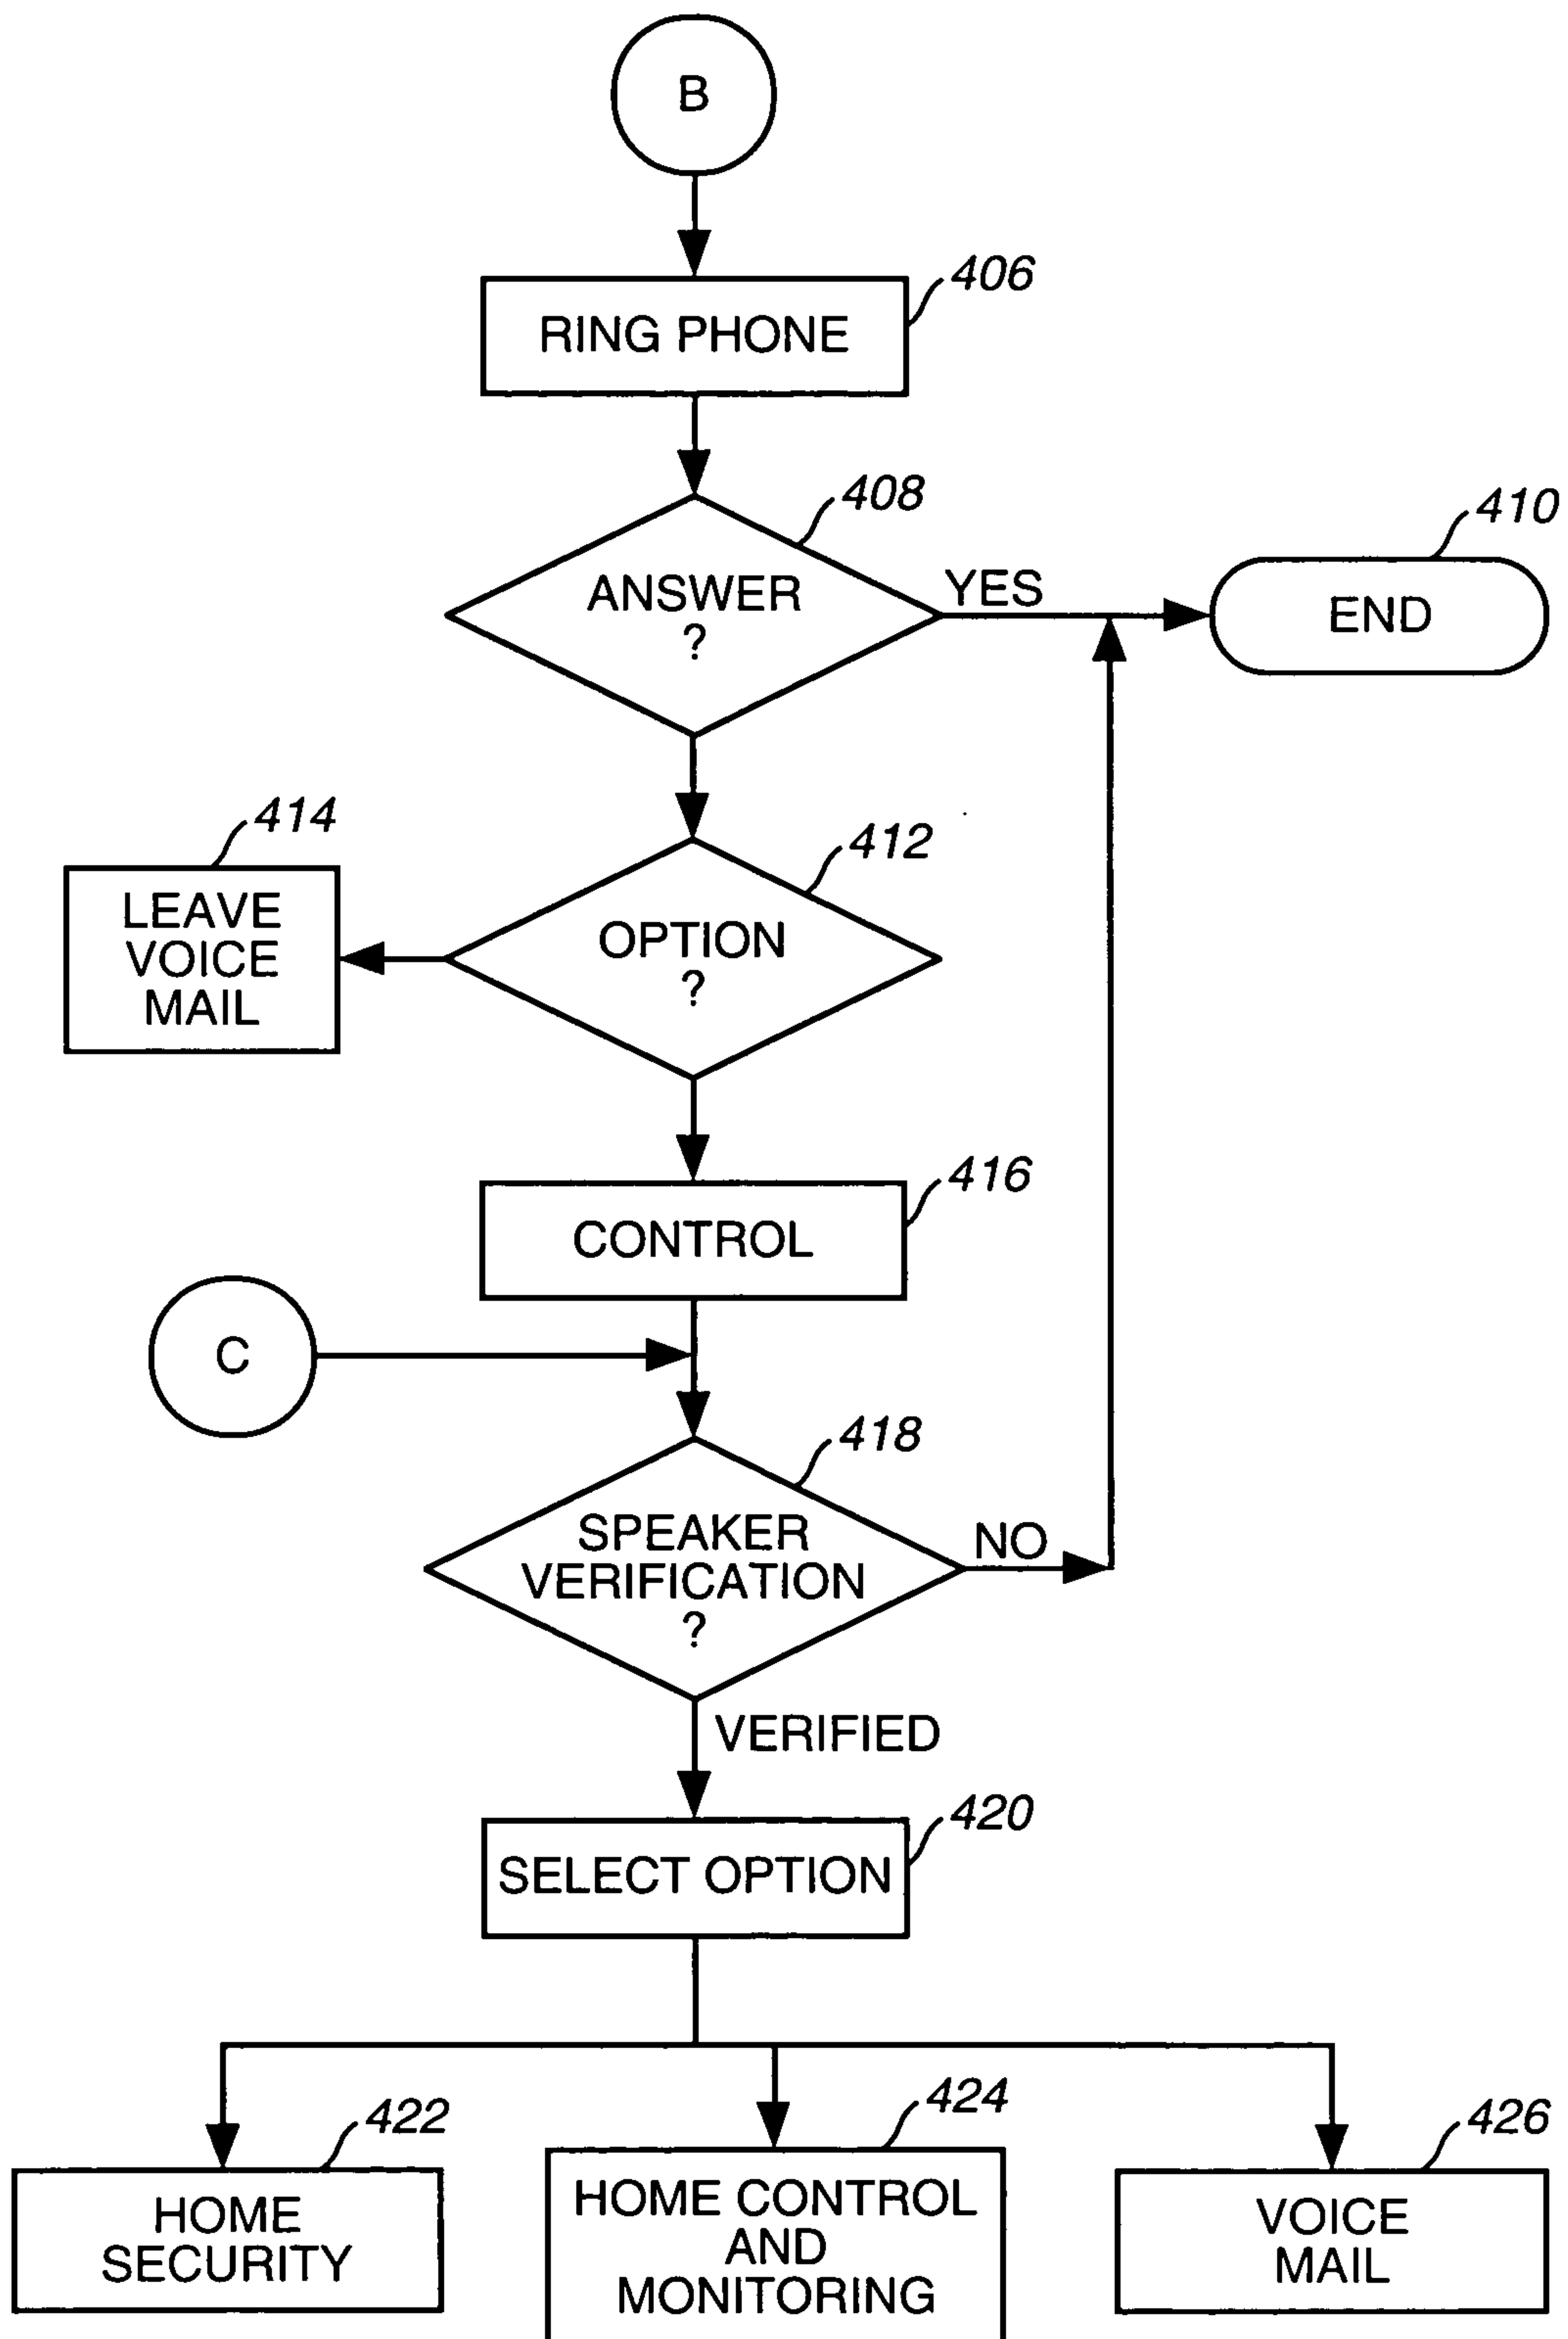 B
406
RING PHONE
408
ANSWER
?
YES
410
END
414
LEAVE
VOICE
MAIL
412
OPTION
?
416
CONTROL
C
418
SPEAKER
VERIFICATION
?
NO
VERIFIED
420
SELECT OPTION
422
HOME
SECURITY
424
HOME CONTROL
AND
MONITORING
426
VOICE
MAIL